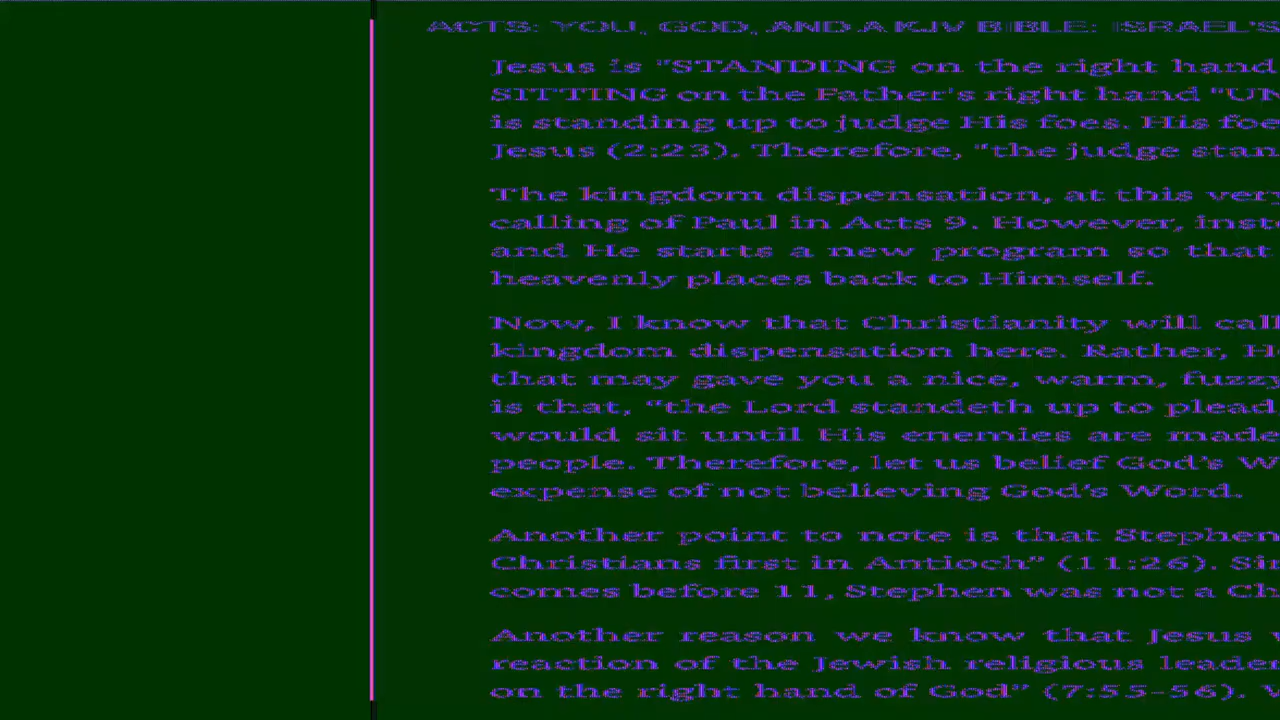 ACTS: YOU, GOD, AND A KJV BIBLE: ISRAEL'S
Jesus is "STANDING on the right hand
SITTING on the Father's right hand "UN
is standing up to judge His foes. His foe
Jesus (2:23). Therefore, "the judge stan
The kingdom dispensation, at this very
calling of Paul in Acts 9. However, inste
and He starts a new program so that
heavenly places back to Himself.
Now, I know that Christianity will call
kingdom dispensation here. Rather, He
that may gave you a nice, warm, fuzzy
is that, "the Lord standeth up to plead
would sit until His enemies are made
people. Therefore, let us belief God's W
expense of not believing God's Word.
Another point to note is that Stephen
Christians first in Antioch" (11:26). Sin
comes before 11, Stephen was not a Ch
Another reason we know that Jesus
reaction of the Jewish religious leader
on the right hand of God" (7:55-56).